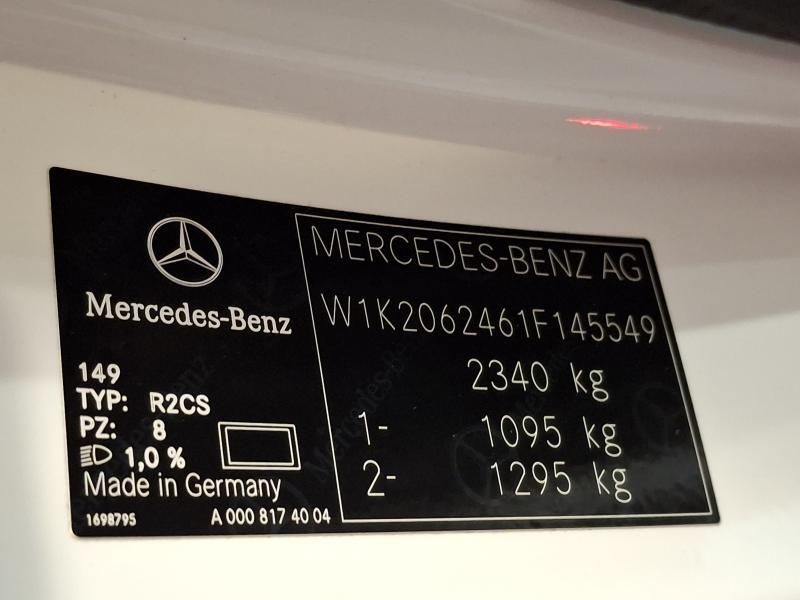 Mercedes-Benz
149
TYP: R2CS
PZ: 8
1,0 %
Made in Germany
1698795 A 000 817 40 04
MERCEDES-BENZ AG
W1K2062461F145549
2340 kg
1- 1095 kg
2- 1295 kg